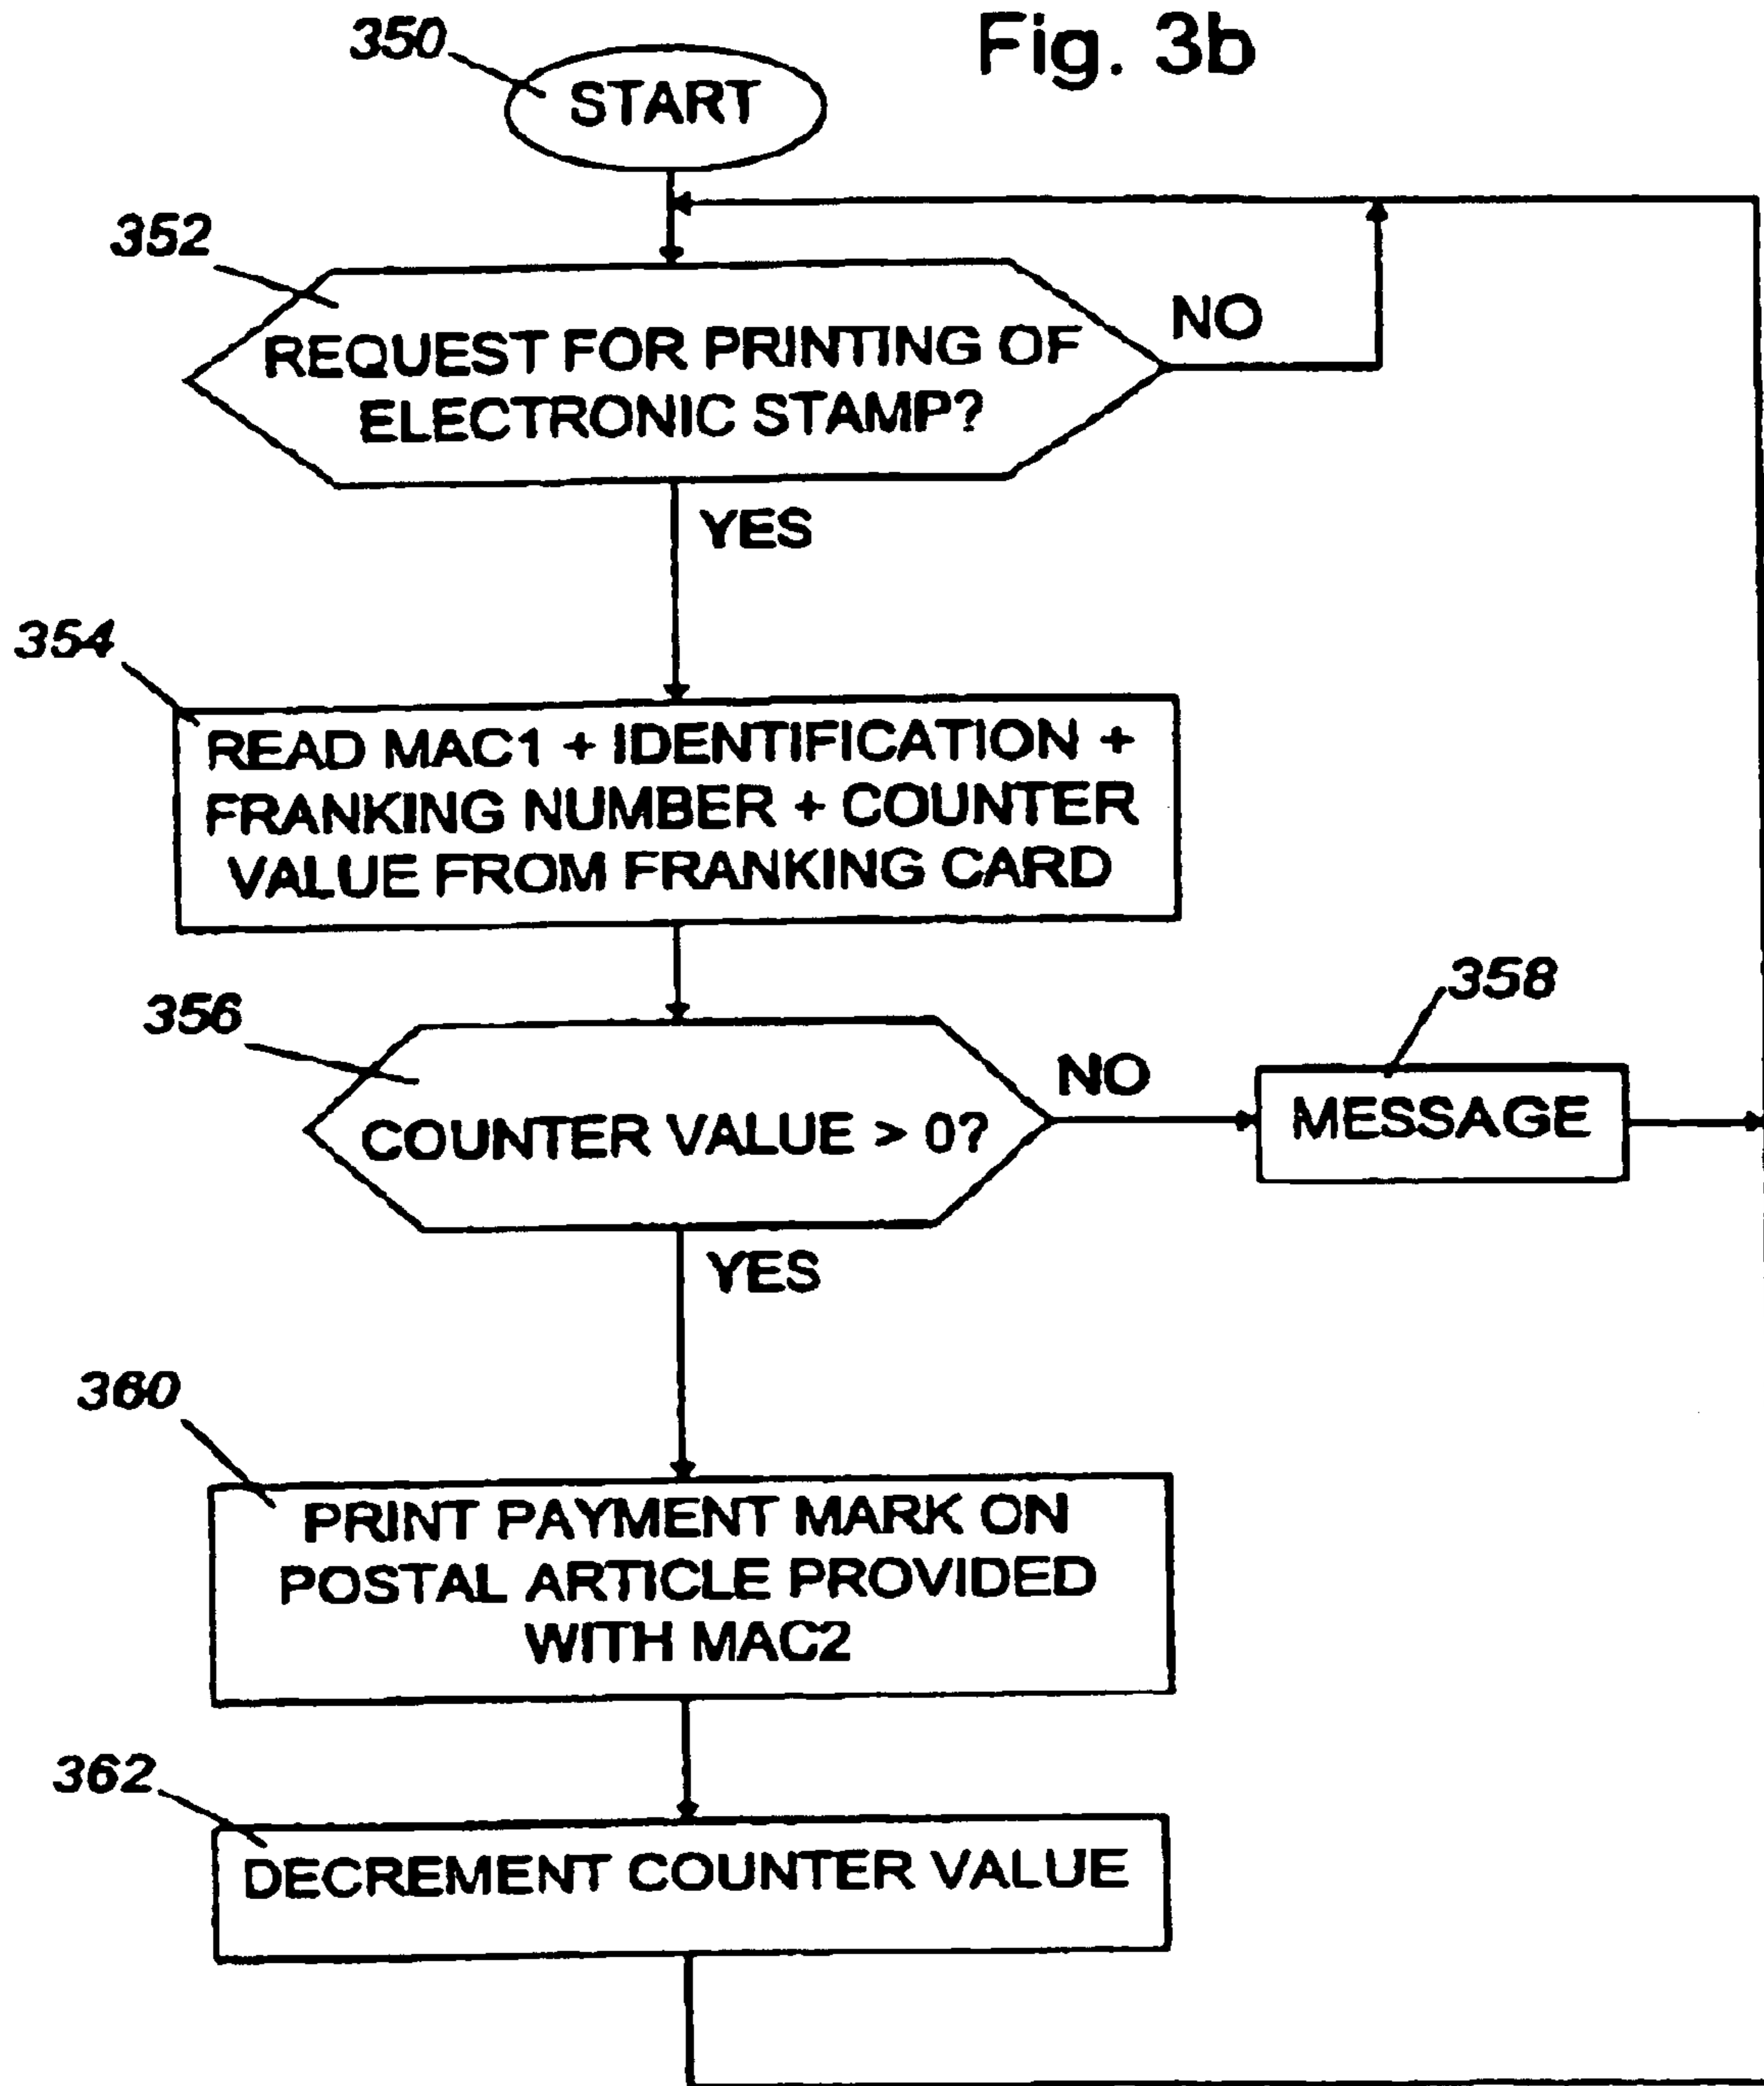 Fig. 3b
350
START
352
REQUEST FOR PRINTING OF
ELECTRONIC STAMP?
NO
YES
354
READ MAC1 + IDENTIFICATION +
FRANKING NUMBER + COUNTER
VALUE FROM FRANKING CARD
356
COUNTER VALUE > 0?
NO
358
MESSAGE
YES
360
PRINT PAYMENT MARK ON
POSTAL ARTICLE PROVIDED
WITH MAC2
362
DECREMENT COUNTER VALUE